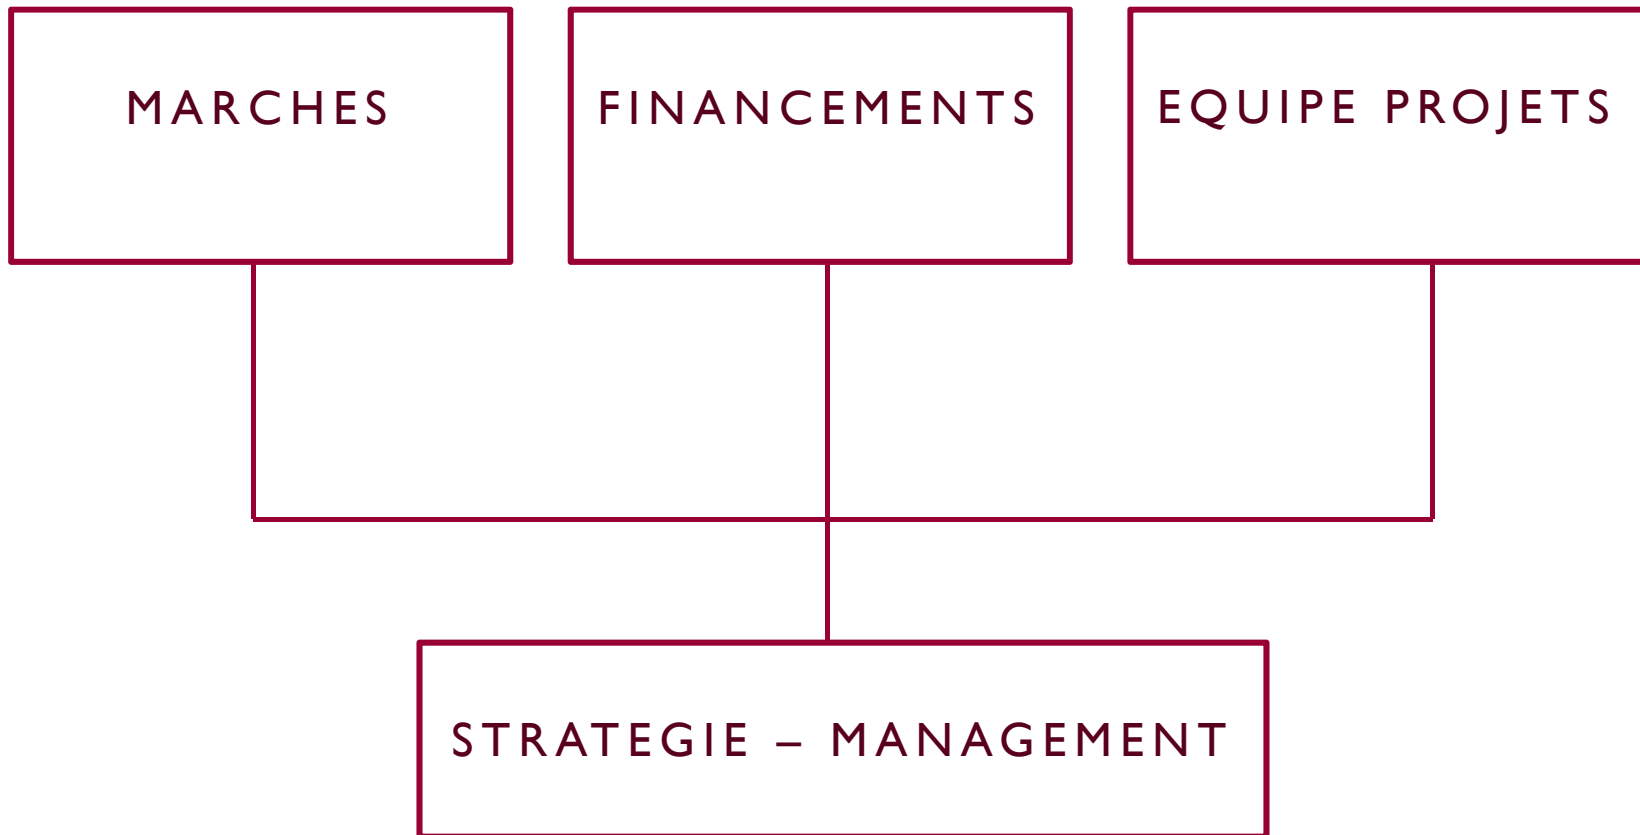 MARCHES
FINANCEMENTS
EQUIPE PROJETS
STRATEGIE – MANAGEMENT